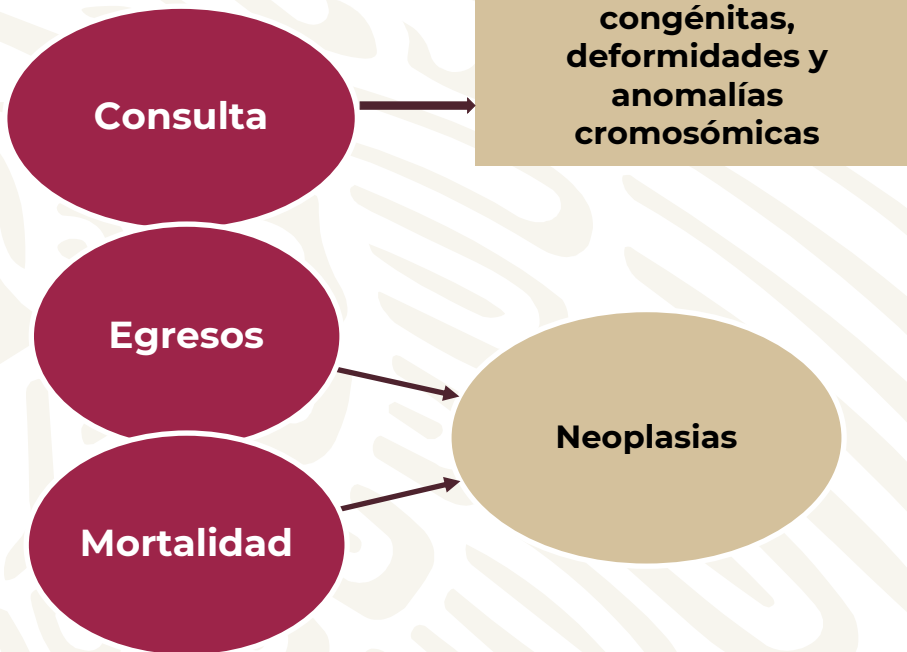 congénitas,
deformidades y
anomalías
cromosómicas
Consulta
Egresos
Neoplasias
Mortalidad